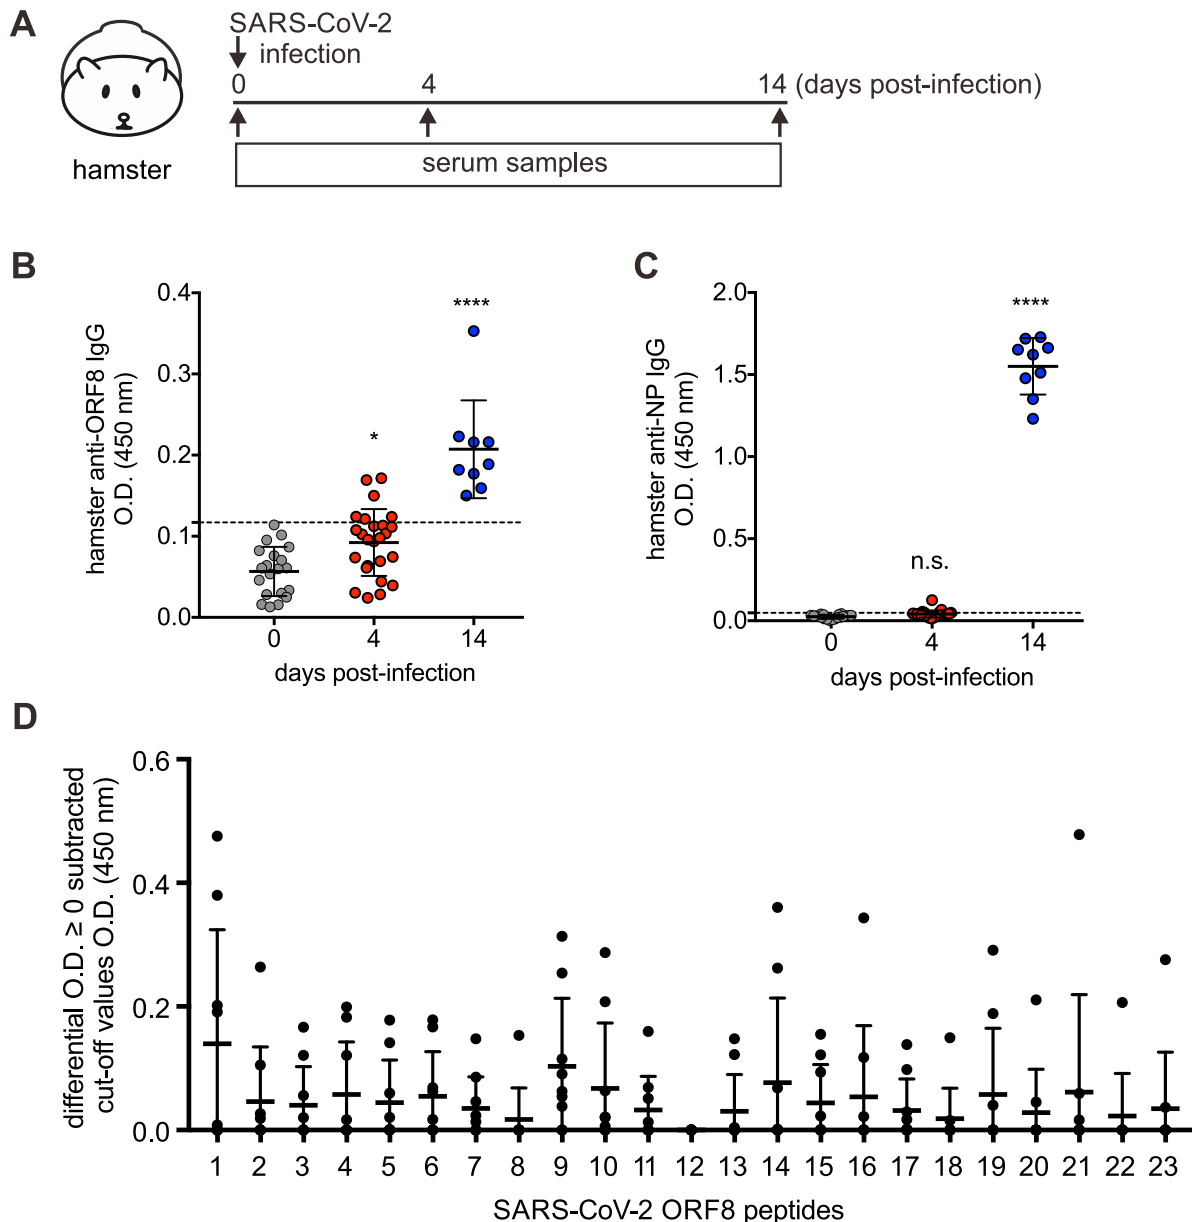 A
SARS-CoV-2
infection
0 4 14 (days post-infection)
serum samples
hamster
B
hamster anti-ORF8 IgG
O.D. (450 nm)
0.4
0.3
0.2
0.1
0.0
*
****
0 4 14
days post-infection
C
hamster anti-NP IgG
O.D. (450 nm)
2.0
1.5
1.0
0.5
0.0
n.s.
****
0 4 14
days post-infection
D
differential O.D. ≥ 0 subtracted
cut-off values O.D. (450 nm)
0.6
0.4
0.2
0.0
1 2 3 4 5 6 7 8 9 10 11 12 13 14 15 16 17 18 19 20 21 22 23
SARS-CoV-2 ORF8 peptides